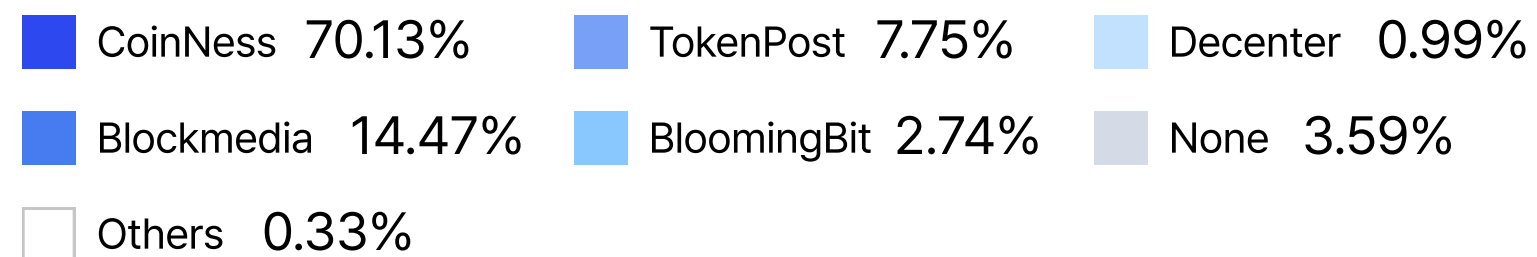 CoinNess 70.13% TokenPost 7.75% Decenter 0.99%
Blockmedia 14.47% BloomingBit 2.74% None 3.59%
Others 0.33%